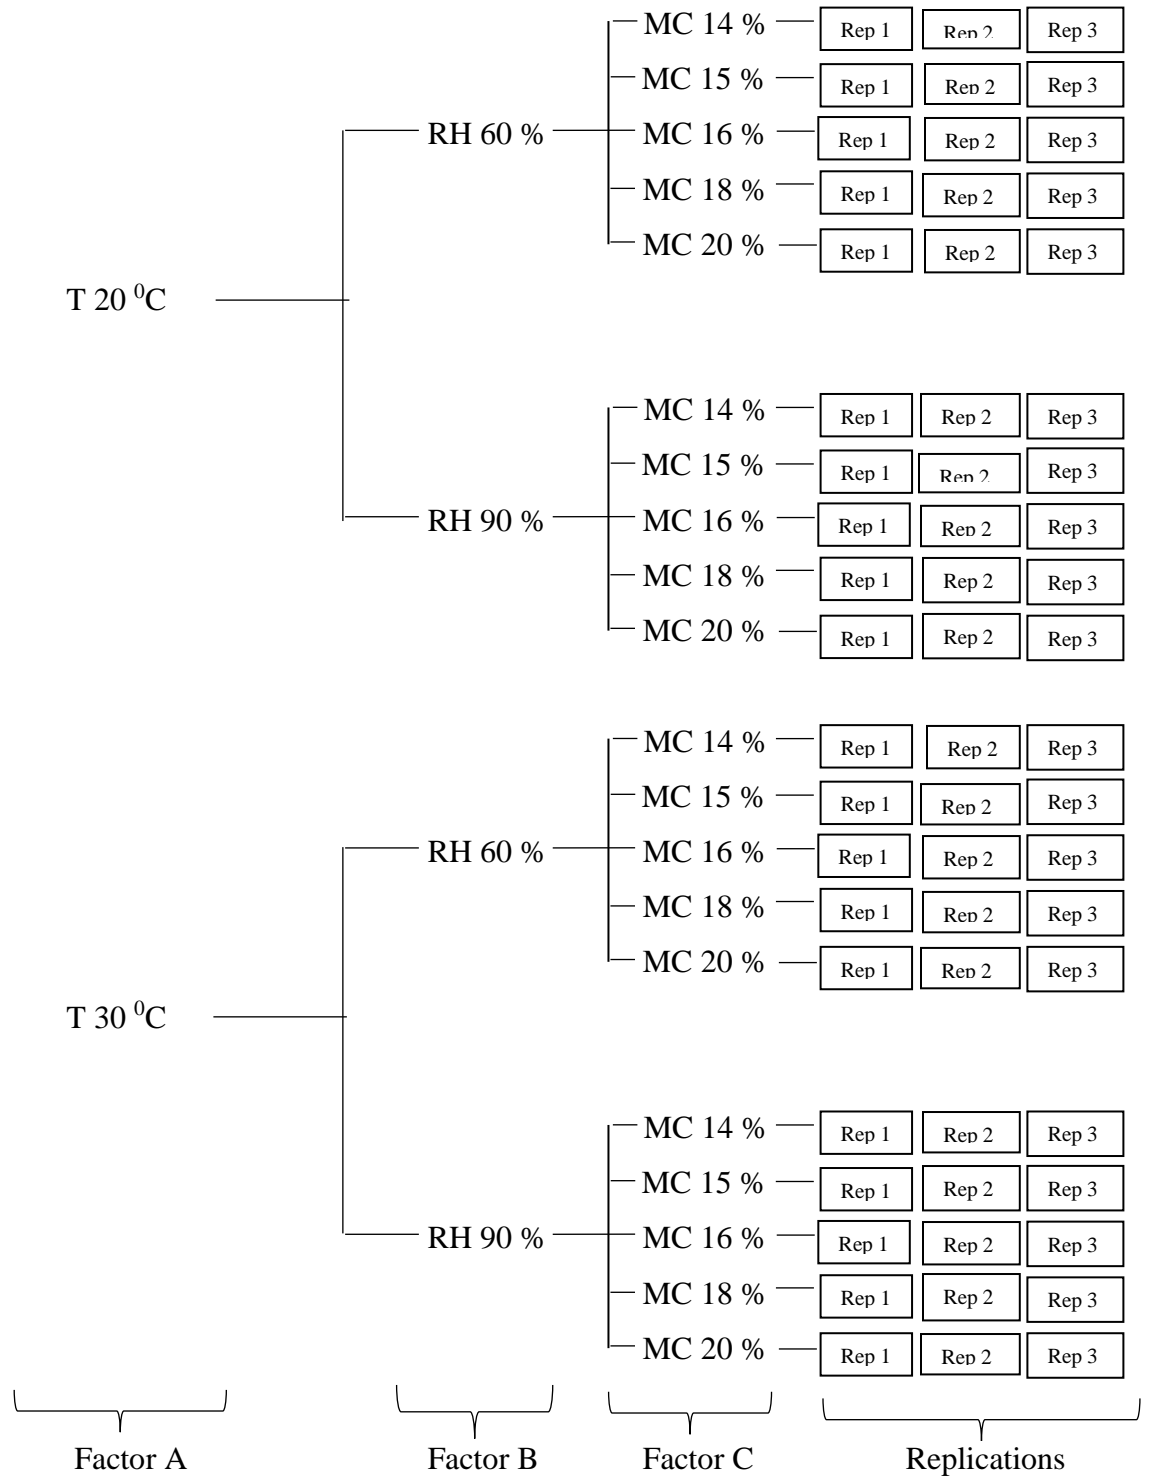 MC 14 % Rep 1 Rep 2 Rep 3
MC 15 % Rep 1 Rep 2 Rep 3
RH 60 % MC 16 % Rep 1 Rep 2 Rep 3
MC 18 % Rep 1 Rep 2 Rep 3
MC 20 % Rep 1 Rep 2 Rep 3
T 20 ⁰C
MC 14 % Rep 1 Rep 2 Rep 3
MC 15 % Rep 1 Rep 2 Rep 3
RH 90 % MC 16 % Rep 1 Rep 2 Rep 3
MC 18 % Rep 1 Rep 2 Rep 3
MC 20 % Rep 1 Rep 2 Rep 3
MC 14 % Rep 1 Rep 2 Rep 3
MC 15 % Rep 1 Rep 2 Rep 3
RH 60 % MC 16 % Rep 1 Rep 2 Rep 3
MC 18 % Rep 1 Rep 2 Rep 3
MC 20 % Rep 1 Rep 2 Rep 3
T 30 ⁰C
MC 14 % Rep 1 Rep 2 Rep 3
MC 15 % Rep 1 Rep 2 Rep 3
RH 90 % MC 16 % Rep 1 Rep 2 Rep 3
MC 18 % Rep 1 Rep 2 Rep 3
MC 20 % Rep 1 Rep 2 Rep 3
Factor A Factor B Factor C Replications